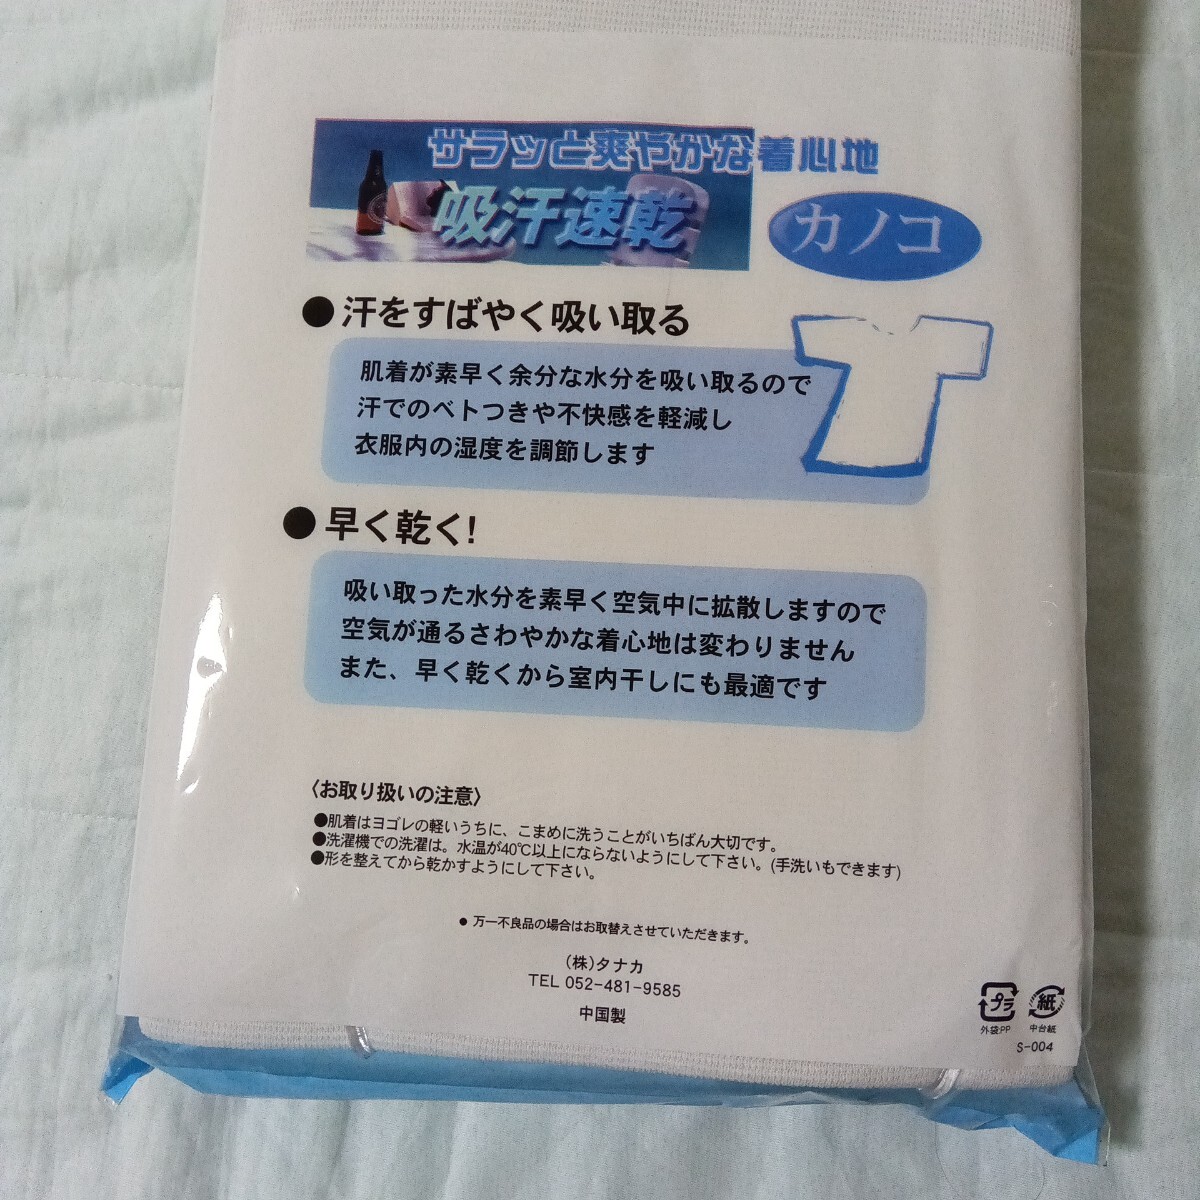 サラッと爽やかな着心地
吸汗速乾
カノコ
●汗をすばやく吸い取る
肌着が素早く余分な水分を吸い取るので
汗でのベトつきや不快感を軽減し
衣服内の湿度を調節します
●早く乾く!
吸い取った水分を素早く空気中に拡散しますので
空気が通るさわやかな着心地は変わりません
また、早く乾くから室内干しにも最適です
〈お取り扱いの注意〉
●肌着はヨゴレの軽いうちに、こまめに洗うことがいちばん大切です。
●洗濯機での洗濯は。水温が40℃以上にならないようにして下さい。(手洗いもできます)
●形を整えてから乾かすようにして下さい。
● 万一不良品の場合はお取替えさせていただきます。
(株)タナカ
TEL 052-481-9585
中国製
プラ
外袋PP
紙
中台紙
S-004